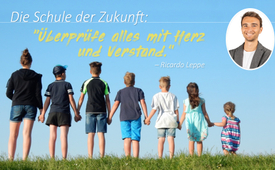 Die Schule der Zukunft:
"Überprüfe alles mit Herz
und Verstand."
– Ricardo Leppe